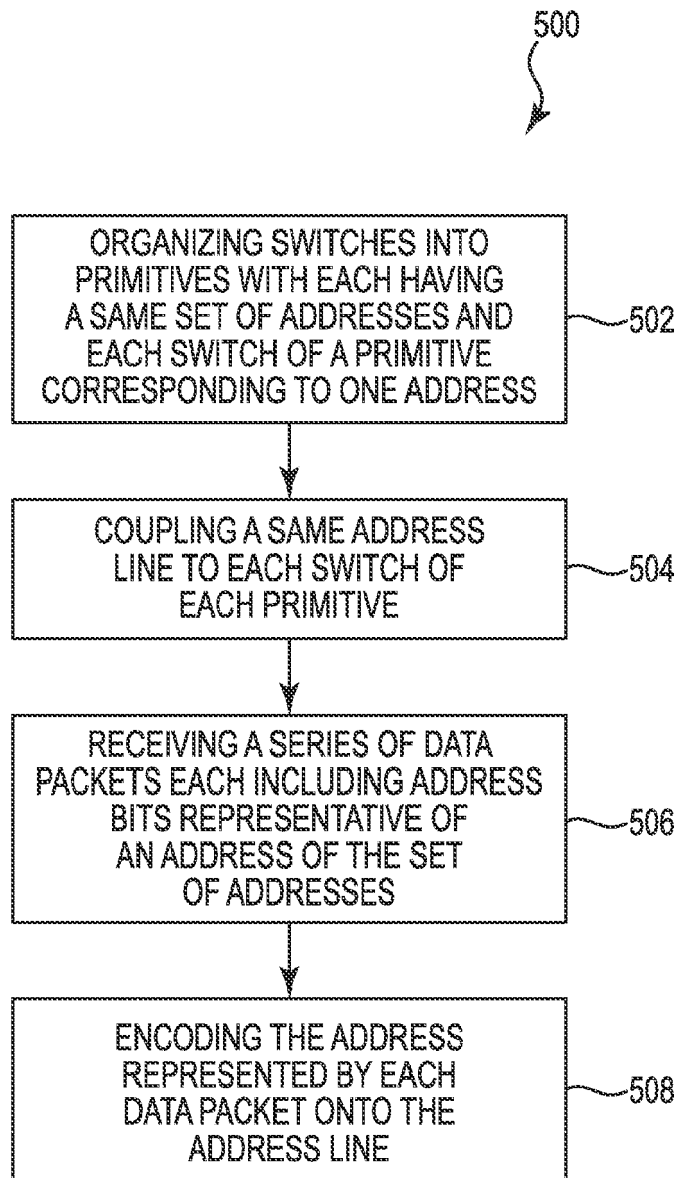 500
ORGANIZING SWITCHES INTO
PRIMITIVES WITH EACH HAVING
A SAME SET OF ADDRESSES AND
EACH SWITCH OF A PRIMITIVE
CORRESPONDING TO ONE ADDRESS
502
COUPLING A SAME ADDRESS
LINE TO EACH SWITCH OF
EACH PRIMITIVE
504
RECEIVING A SERIES OF DATA
PACKETS EACH INCLUDING ADDRESS
BITS REPRESENTATIVE OF
AN ADDRESS OF THE SET
OF ADDRESSES
506
ENCODING THE ADDRESS
REPRESENTED BY EACH
DATA PACKET ONTO THE
ADDRESS LINE
508